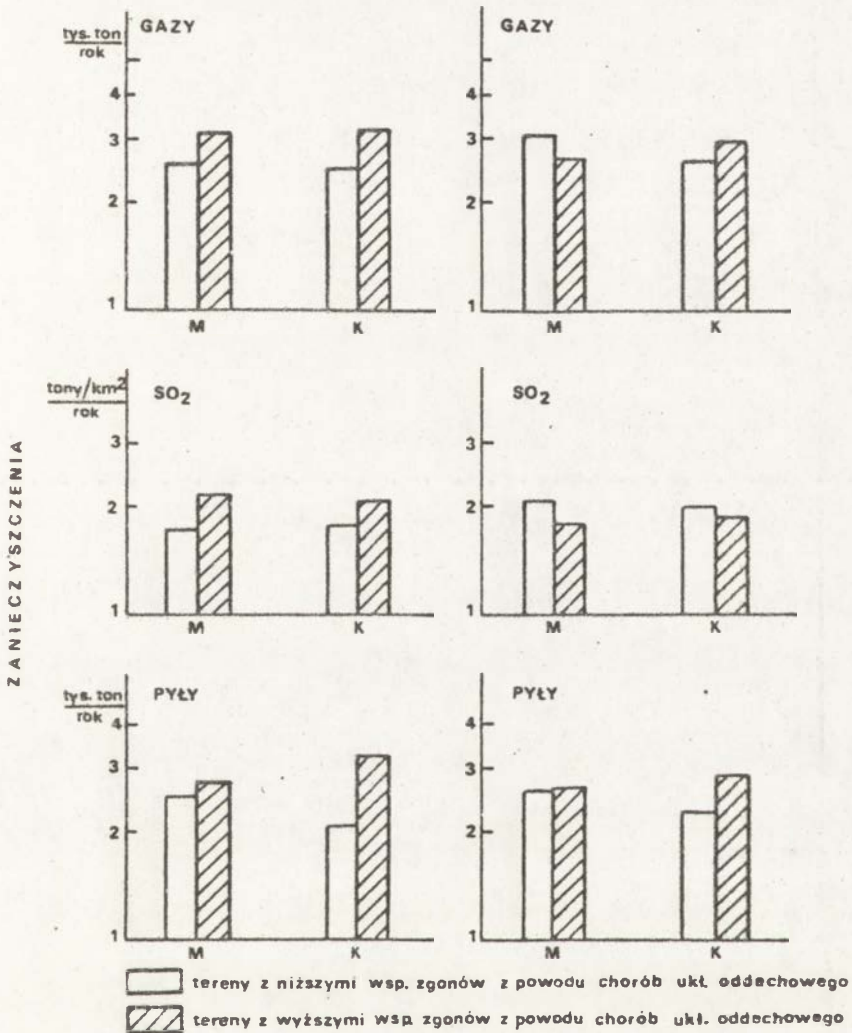 GAZY
tys. ton
rok
4
3
2
1
M K
GAZY
4
3
2
1
M K
ZANIECZYSZCZENIA
tony/km²
rok
SO₂
3
2
1
M K
SO₂
3
2
1
M K
tys. ton
rok
PYŁY
4
3
2
1
M K
PYŁY
4
3
2
1
M K
tereny z niższymi wsp. zgonów z powodu chorób ukł. oddechowego
tereny z wyższymi wsp. zgonów z powodu chorób ukł. oddechowego